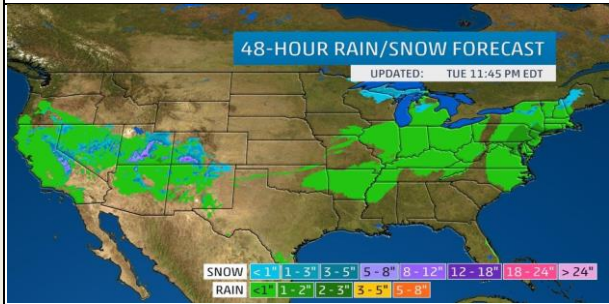 48-HOUR RAIN/SNOW FORECAST
UPDATED: TUE 11:45 PM EDT
SNOW <1" 1 - 3" 3 - 5" 5 - 8" 8 - 12" 12 - 18" 18 - 24" > 24"
RAIN <1" 1 - 2" 2 - 3" 3 - 5" 5 - 8"